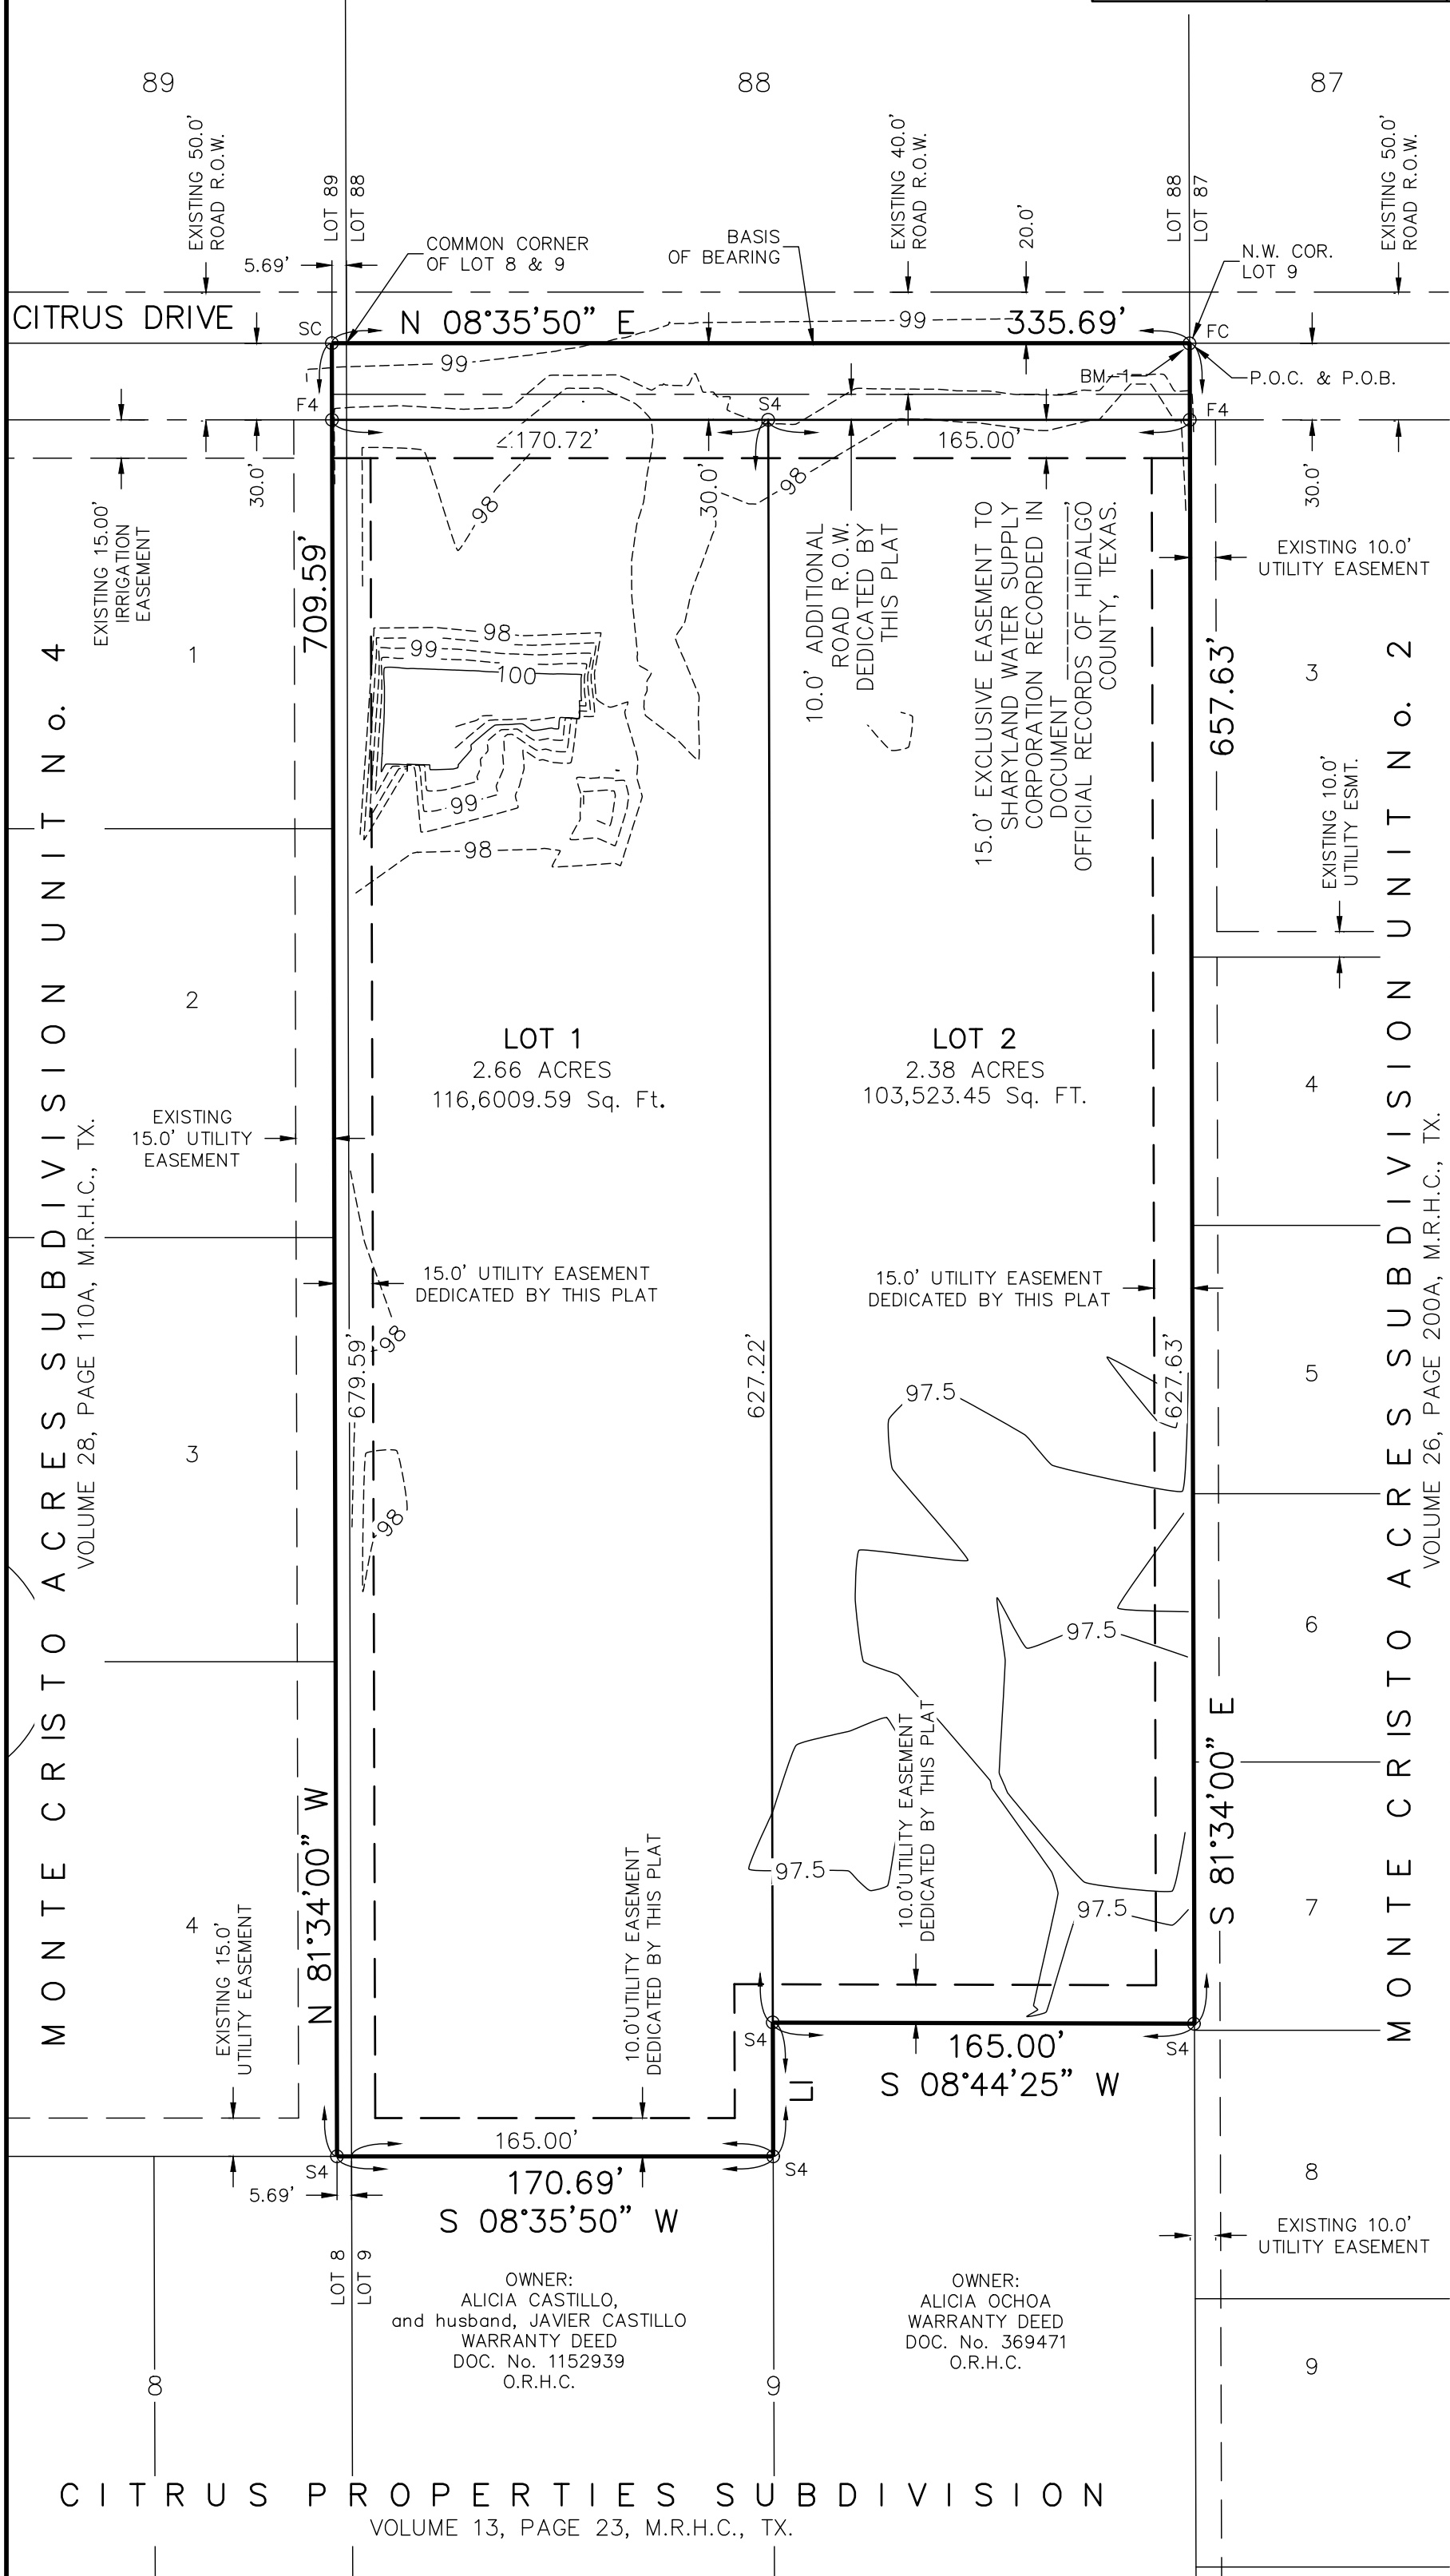 89
88
87
EXISTING 50.0'
ROAD R.O.W.
LOT 89
LOT 88
EXISTING 40.0'
ROAD R.O.W.
20.0'
LOT 88
LOT 87
EXISTING 50.0'
ROAD R.O.W.
5.69'
COMMON CORNER
OF LOT 8 & 9
BASIS
OF BEARING
N.W. COR.
LOT 9
CITRUS DRIVE
SC
N 08°35'50" E
99
335.69'
FC
99
BM-1
P.O.C. & P.O.B.
F4
S4
F4
170.72'
165.00'
30.0'
98
30.0'
98
30.0'
EXISTING 15.00'
IRRIGATION
EASEMENT
709.59'
10.0' ADDITIONAL
ROAD R.O.W.
DEDICATED BY
THIS PLAT
15.0' EXCLUSIVE EASEMENT TO
SHARYLAND WATER SUPPLY
CORPORATION RECORDED IN
DOCUMENT
OFFICIAL RECORDS OF HIDALGO
COUNTY, TEXAS.
EXISTING 10.0'
UTILITY EASEMENT
1
98
99
100
657.63'
3
99
98
EXISTING 10.0'
UTILITY ESMT.
MONTE CRISTO ACRES SUBDIVISION UNIT No. 4
VOLUME 28, PAGE 110A, M.R.H.C., TX.
MONTE CRISTO ACRES SUBDIVISION UNIT No. 2
VOLUME 26, PAGE 200A, M.R.H.C., TX.
2
LOT 1
2.66 ACRES
116,6009.59 Sq. Ft.
LOT 2
2.38 ACRES
103,523.45 Sq. FT.
4
EXISTING
15.0' UTILITY
EASEMENT
15.0' UTILITY EASEMENT
DEDICATED BY THIS PLAT
15.0' UTILITY EASEMENT
DEDICATED BY THIS PLAT
98
679.59'
627.22'
627.63'
97.5
5
3
98
97.5
6
N 81°34'00" W
10.0'UTILITY EASEMENT
DEDICATED BY THIS PLAT
10.0'UTILITY EASEMENT
DEDICATED BY THIS PLAT
S 81°34'00" E
97.5
97.5
7
4
EXISTING 15.0'
UTILITY EASEMENT
S4
S4
165.00'
S 08°44'25" W
L1
165.00'
S4
S4
170.69'
S 08°35'50" W
5.69'
8
EXISTING 10.0'
UTILITY EASEMENT
LOT 8
LOT 9
OWNER:
ALICIA CASTILLO,
and husband, JAVIER CASTILLO
WARRANTY DEED
DOC. No. 1152939
O.R.H.C.
OWNER:
ALICIA OCHOA
WARRANTY DEED
DOC. No. 369471
O.R.H.C.
9
8
9
CITRUS PROPERTIES SUBDIVISION
VOLUME 13, PAGE 23, M.R.H.C., TX.